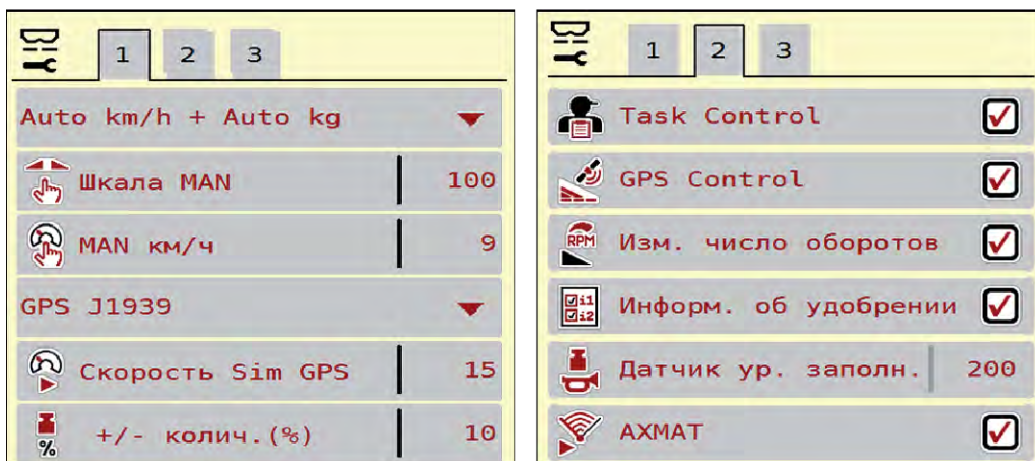 1 2 3
Auto km/h + Auto kg
Шкала MAN 100
MAN км/ч 9
GPS J1939
Скорость Sim GPS 15
% +/- колич.(%) 10
1 2 3
Task Control
GPS Control
RPM Изм. число оборотов
i1 i2 Информ. об удобрении
Датчик ур. заполн. 200
AXMAT